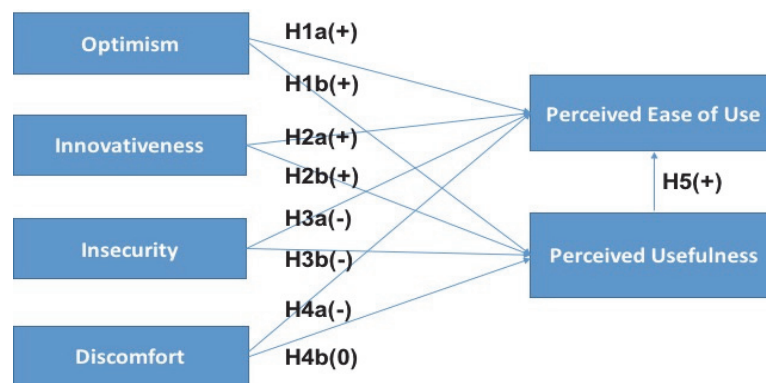 Optimism
H1a(+)
H1b(+)
Perceived Ease of Use
Innovativeness
H2a(+)
H2b(+)
H5(+)
Insecurity
H3a(-)
H3b(-)
Perceived Usefulness
Discomfort
H4a(-)
H4b(0)